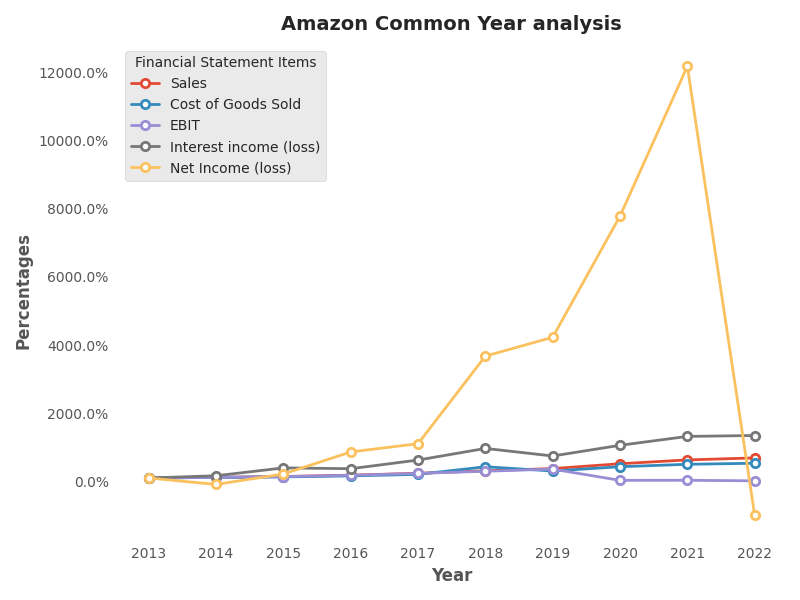 Amazon Common Year analysis
Financial Statement Items
Sales
Cost of Goods Sold
EBIT
Interest income (loss)
Net Income (loss)
12000.0%
10000.0%
8000.0%
6000.0%
4000.0%
2000.0%
0.0%
Percentages
2013 2014 2015 2016 2017 2018 2019 2020 2021 2022
Year